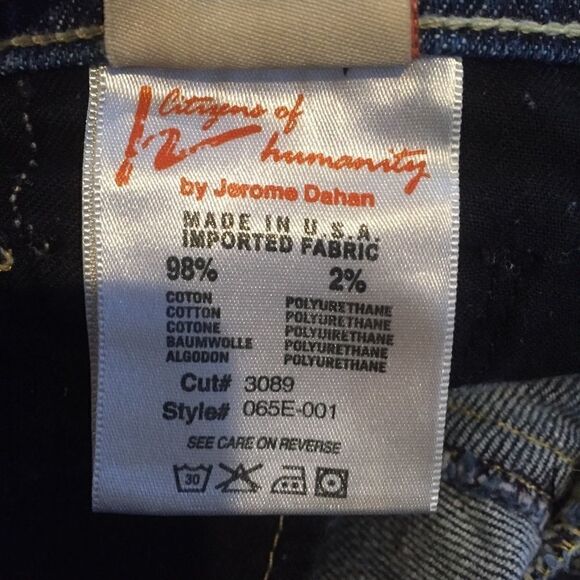 Citizens of
humanity
by Jerome Dahan
MADE IN U.S.A.
IMPORTED FABRIC
98% 2%
COTON POLYURETHANE
COTTON POLYURETHANE
COTONE POLYUIRETHANE
BAUMWOLLE POLYURETHANE
ALGODON POLYURETHANE
Cut# 3089
Style# 065E-001
SEE CARE ON REVERSE
30